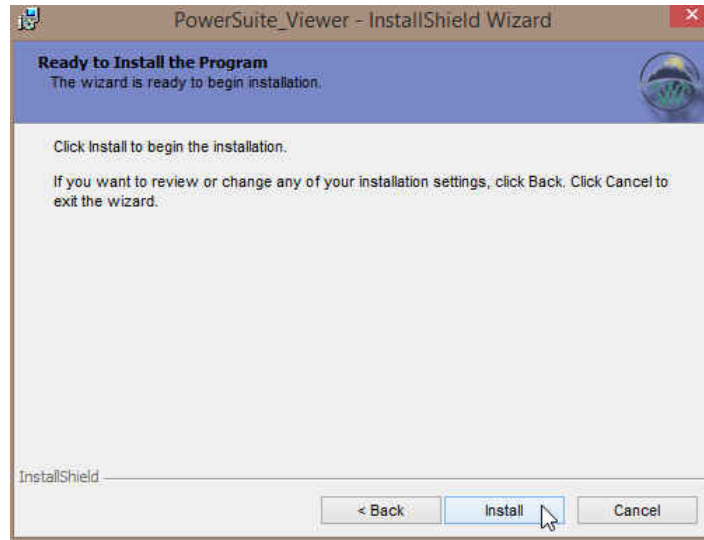 PowerSuite_Viewer - InstallShield Wizard
Ready to Install the Program
The wizard is ready to begin installation.
Click Install to begin the installation.
If you want to review or change any of your installation settings, click Back. Click Cancel to
exit the wizard.
InstallShield
< Back Install Cancel